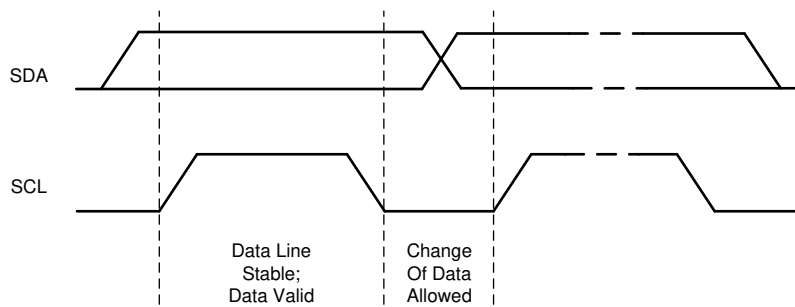 SDA
SCL
Data Line
Stable;
Data Valid
Change
Of Data
Allowed